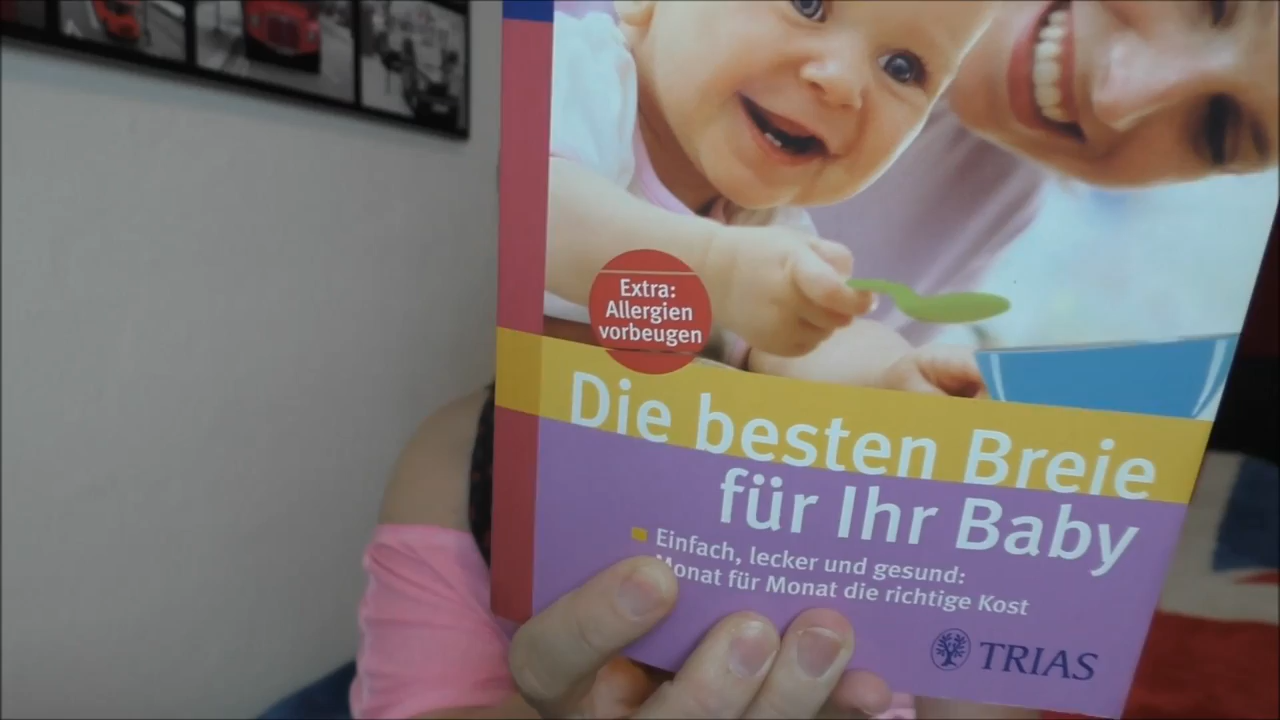 Extra:
Allergien
vorbeugen
Die besten Breie
für Ihr Baby
Einfach, lecker und gesund:
Monat für Monat die richtige Kost
TRIAS